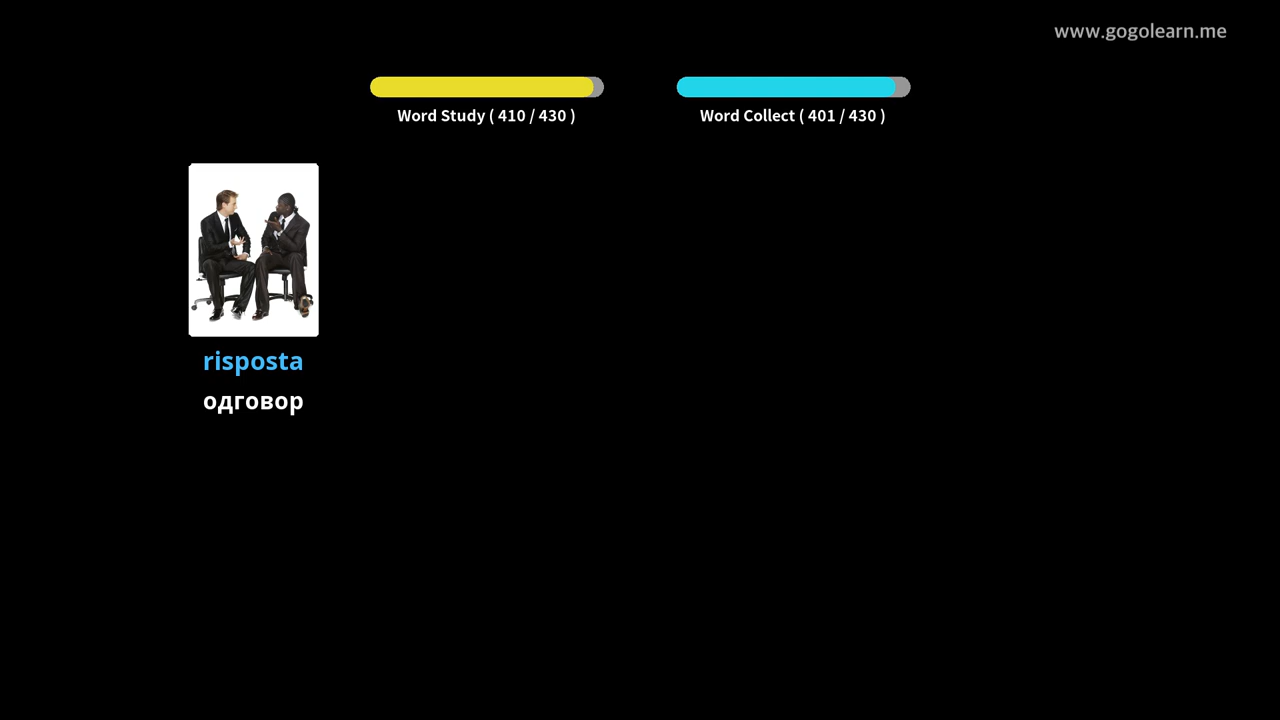 www.gogolearn.me
Word Study ( 410 / 430 )
Word Collect ( 401 / 430 )
risposta
одговор